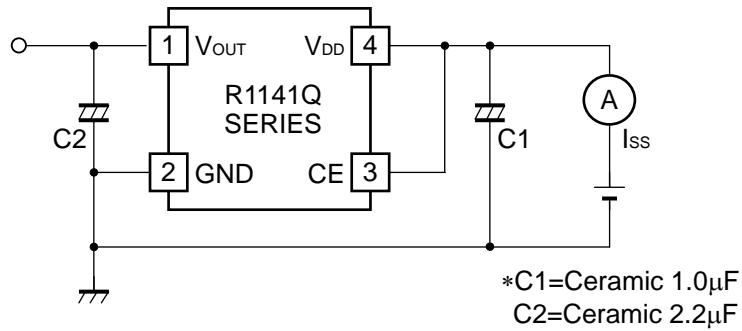 1 VOUT VDD 4
R1141Q
SERIES
C2 C1 A
ISS
2 GND CE 3
∗C1=Ceramic 1.0μF
C2=Ceramic 2.2μF